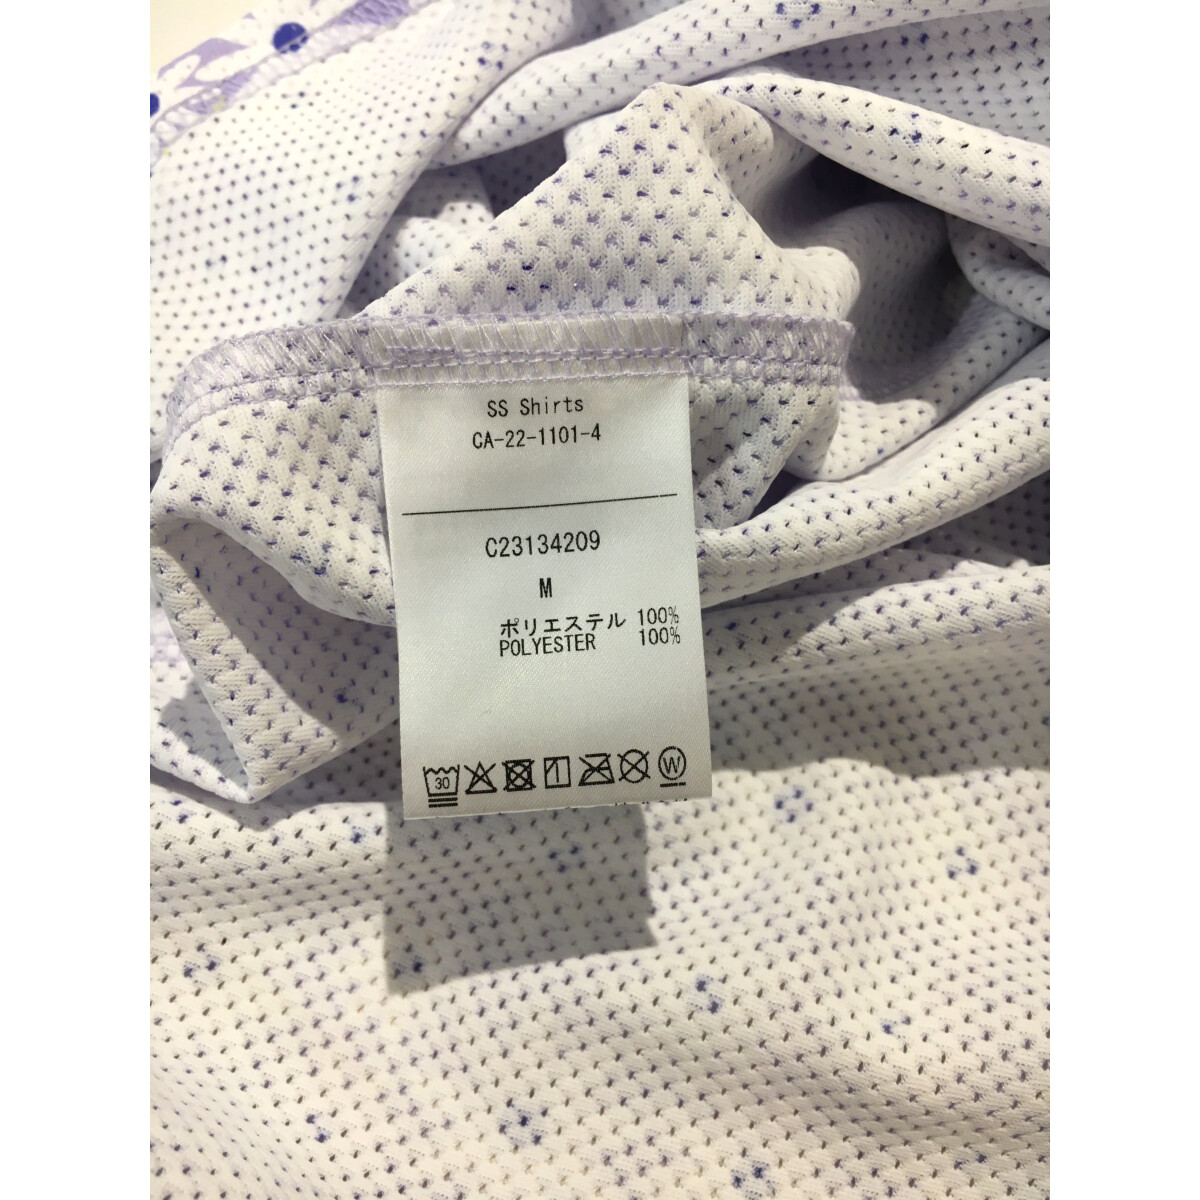 SS Shirts
CA-22-1101-4
C23134209
M
ポリエステル 100%
POLYESTER 100%
30
W